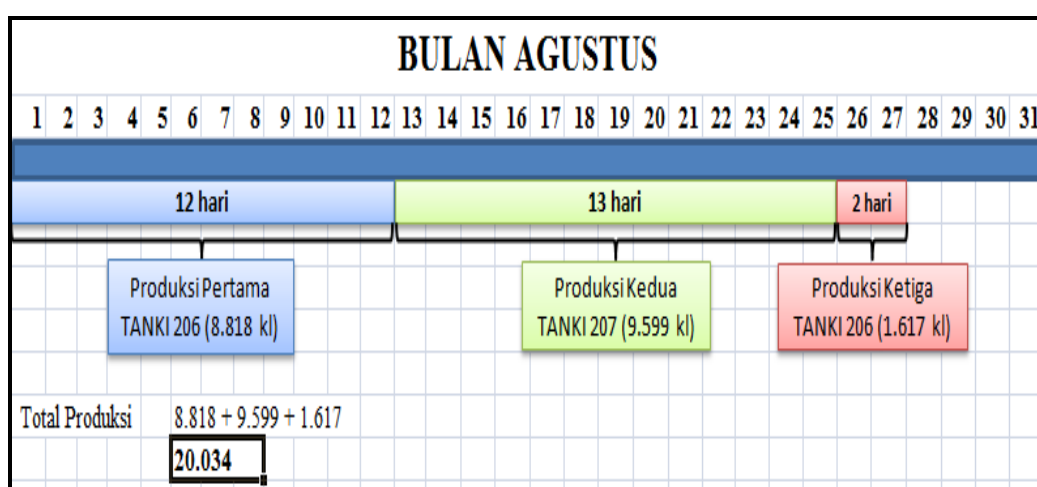 BULAN AGUSTUS
1 2 3 4 5 6 7 8 9 10 11 12 13 14 15 16 17 18 19 20 21 22 23 24 25 26 27 28 29 30 31
12 hari 13 hari 2 hari
Produksi Pertama
TANKI 206 (8.818 kl)
Produksi Kedua
TANKI 207 (9.599 kl)
Produksi Ketiga
TANKI 206 (1.617 kl)
Total Produksi 8.818 + 9.599 + 1.617
20.034